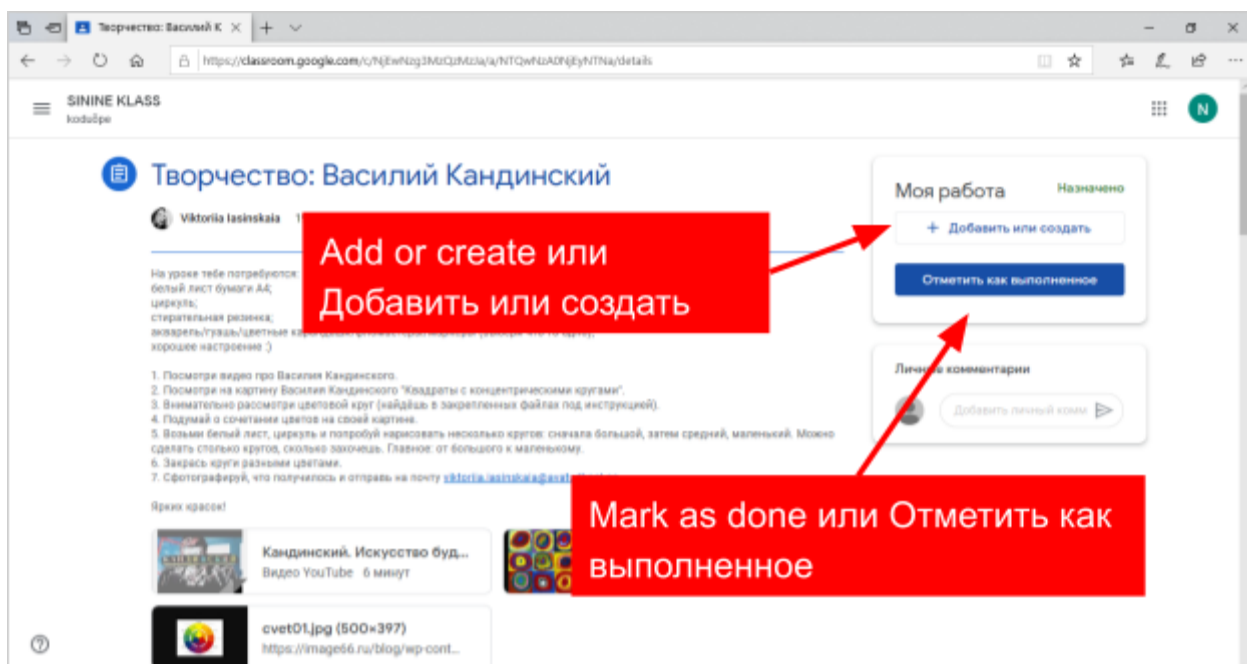 Творчество: Василий К
https://classroom.google.com/c/NjEwNzg3MzQzMzJa/a/NTQwNzA0NjEyNTNa/details
SININE KLASS
koduõpe
N
Творчество: Василий Кандинский
Viktoriia Iasinskaia
Моя работа
Назначено
+ Добавить или создать
Отметить как выполненное
Add or create или
Добавить или создать
На уроке тебе потребуются:
белый лист бумаги А4;
циркуль;
стирательная резинка;
акварель/гуашь/цветные
хорошее настроение :)
1. Посмотри видео про Василия Кандинского.
2. Посмотри на картину Василия Кандинского "Квадраты с концентрическими кругами".
3. Внимательно рассмотри цветовой круг (найдёшь в закрепленных файлах под инструкцией).
4. Подумай о сочетании цветов на своей картине.
5. Возьми белый лист, циркуль и попробуй нарисовать несколько кругов: сначала большой, затем средний, маленький. Можно
сделать столько кругов, сколько захочешь. Главное: от большого к маленькому.
6. Закрась круги разными цветами.
7. Сфотографируй, что получилось и отправь на почту
Ярких красок!
Личные комментарии
Добавить личный комм
Mark as done или Отметить как
выполненное
Кандинский. Искусство буд...
Видео YouTube 6 минут
cvet01.jpg (500×397)
https://image66.ru/blog/wp-cont...